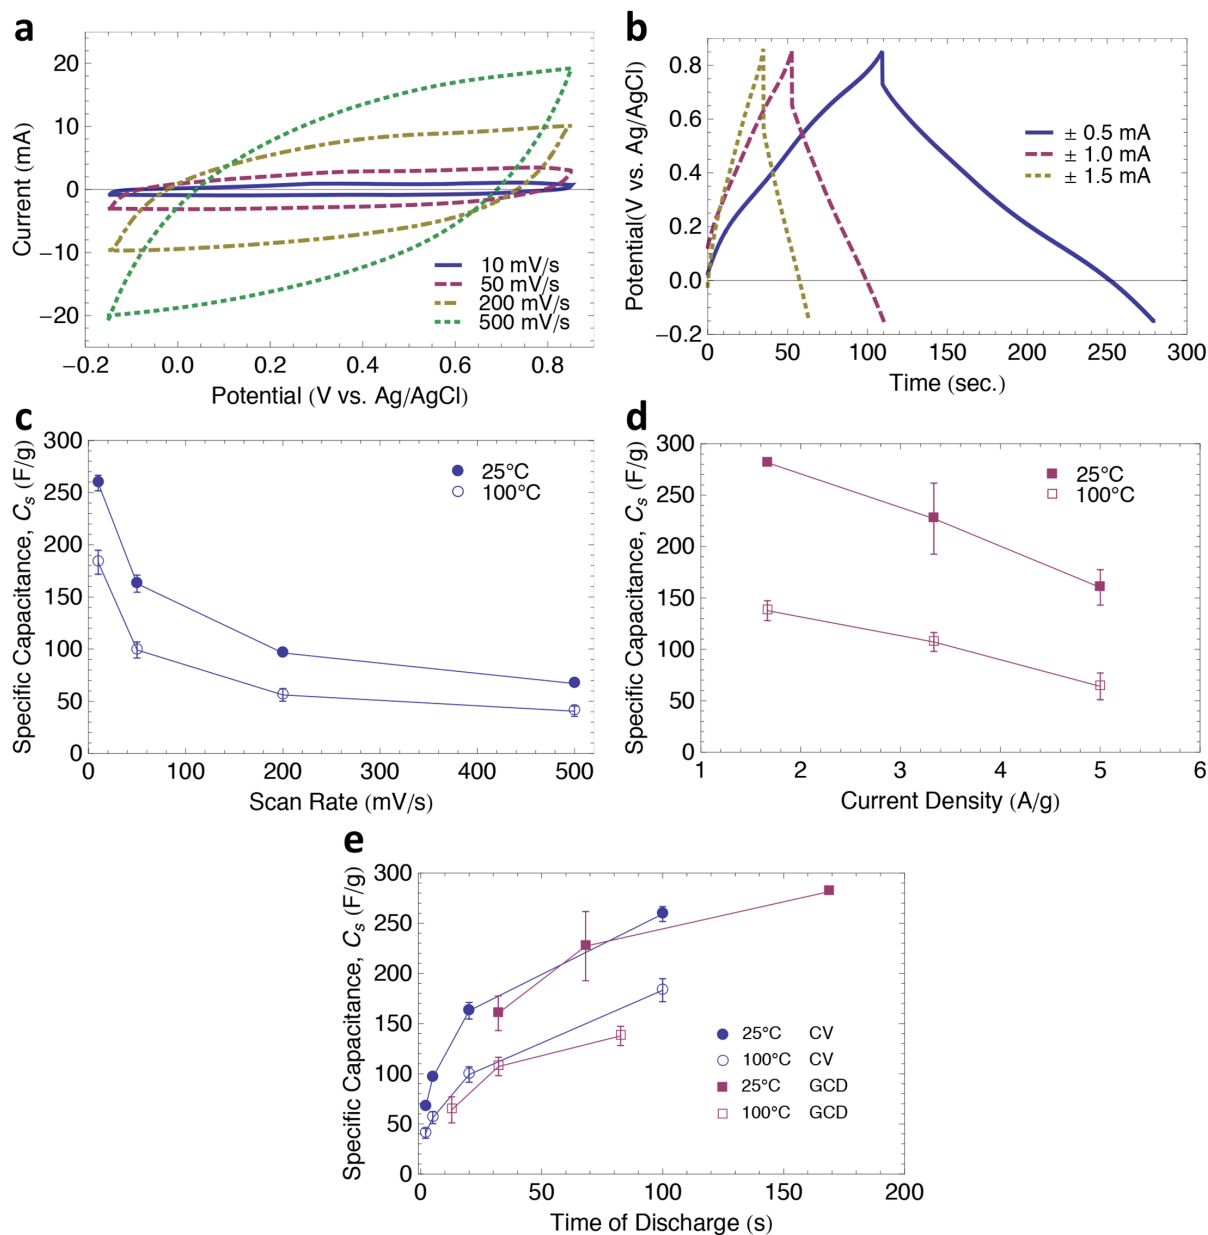 a
20
10
0
−10
−20
−0.2
0.0
0.2
0.4
0.6
0.8
Current (mA)
Potential (V vs. Ag/AgCl)
10 mV/s
50 mV/s
200 mV/s
500 mV/s
b
0.8
0.6
0.4
0.2
0.0
−0.2
0
50
100
150
200
250
300
Potential(V vs. Ag/AgCl)
Time (sec.)
± 0.5 mA
± 1.0 mA
± 1.5 mA
c
300
250
200
150
100
50
0
0
100
200
300
400
500
Specific Capacitance, Cs (F/g)
Scan Rate (mV/s)
25°C
100°C
d
300
250
200
150
100
50
0
1
2
3
4
5
6
Specific Capacitance, Cs (F/g)
Current Density (A/g)
25°C
100°C
e
300
250
200
150
100
50
0
0
50
100
150
200
Specific Capacitance, Cs (F/g)
Time of Discharge (s)
25°C CV
100°C CV
25°C GCD
100°C GCD